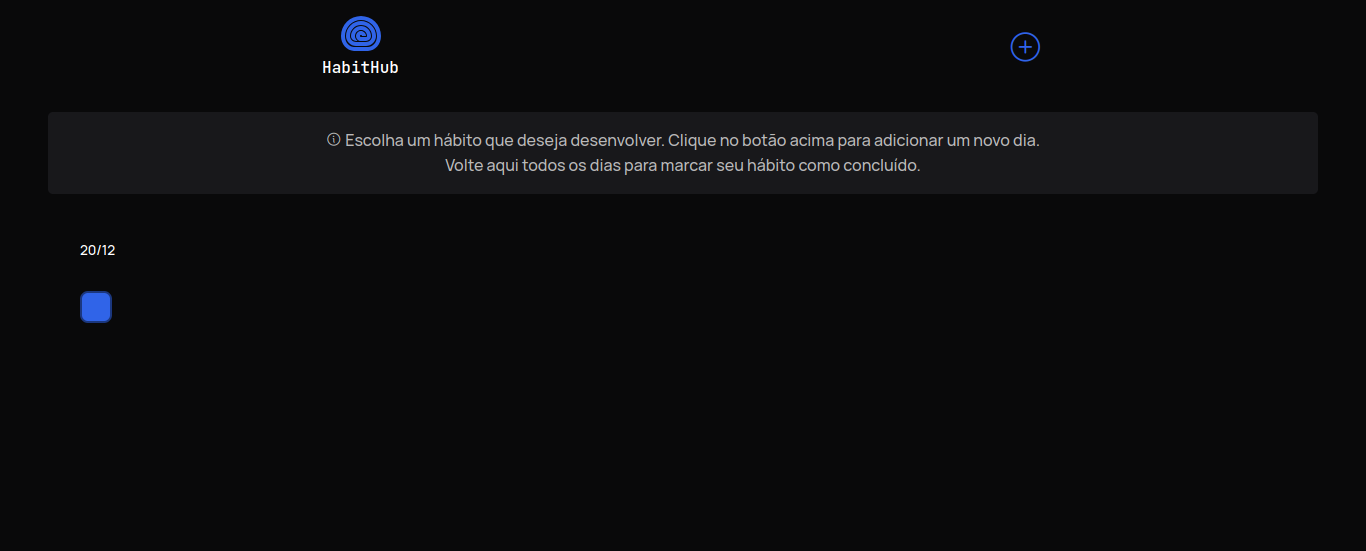 HabitHub
Escolha um hábito que deseja desenvolver. Clique no botão acima para adicionar um novo dia.
Volte aqui todos os dias para marcar seu hábito como concluído.
20/12